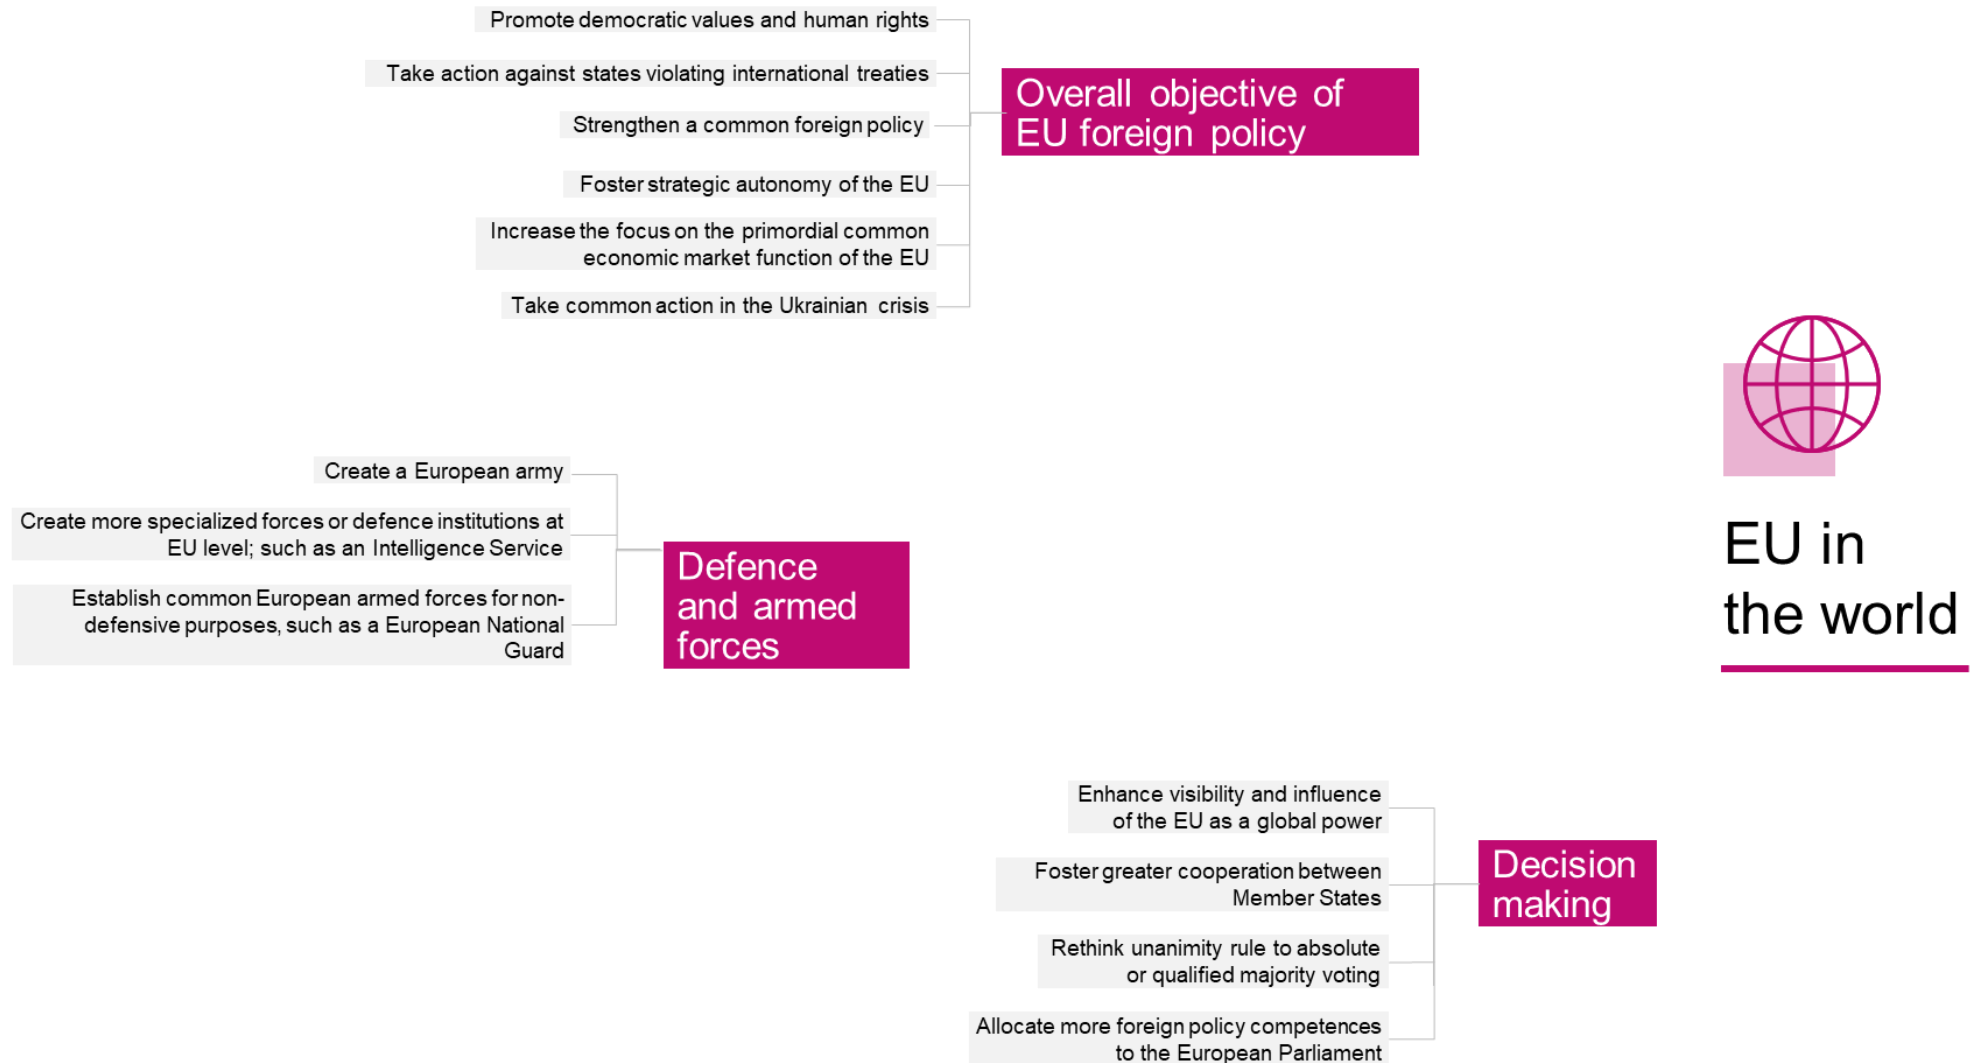 Promote democratic values and human rights
Take action against states violating international treaties
Strengthen a common foreign policy
Foster strategic autonomy of the EU
Increase the focus on the primordial common
economic market function of the EU
Take common action in the Ukrainian crisis
Overall objective of
EU foreign policy
Create a European army
Create more specialized forces or defence institutions at
EU level; such as an Intelligence Service
Establish common European armed forces for non-
defensive purposes, such as a European National
Guard
Defence
and armed
forces
EU in
the world
Enhance visibility and influence
of the EU as a global power
Foster greater cooperation between
Member States
Rethink unanimity rule to absolute
or qualified majority voting
Allocate more foreign policy competences
to the European Parliament
Decision
making